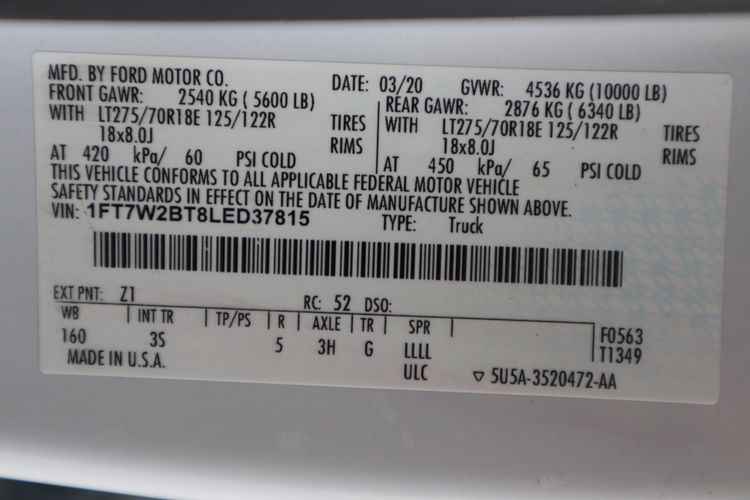 MFD. BY FORD MOTOR CO. DATE: 03/20 GVWR: 4536 KG (10000 LB)
FRONT GAWR: 2540 KG ( 5600 LB) REAR GAWR: 2876 KG ( 6340 LB)
WITH LT275/70R18E 125/122R TIRES WITH LT275/70R18E 125/122R TIRES
18x8.0J RIMS 18x8.0J RIMS
AT 420 kPa/ 60 PSI COLD AT 450 kPa/ 65 PSI COLD
THIS VEHICLE CONFORMS TO ALL APPLICABLE FEDERAL MOTOR VEHICLE
SAFETY STANDARDS IN EFFECT ON THE DATE OF MANUFACTURE SHOWN ABOVE.
VIN: 1FT7W2BT8LED37815 TYPE: Truck
EXT PNT: Z1 RC: 52 DSO:
WB INT TR TP/PS R AXLE TR SPR F0563
160 3S 5 3H G LLLL T1349
MADE IN U.S.A. ULC ▽ 5U5A-3520472-AA